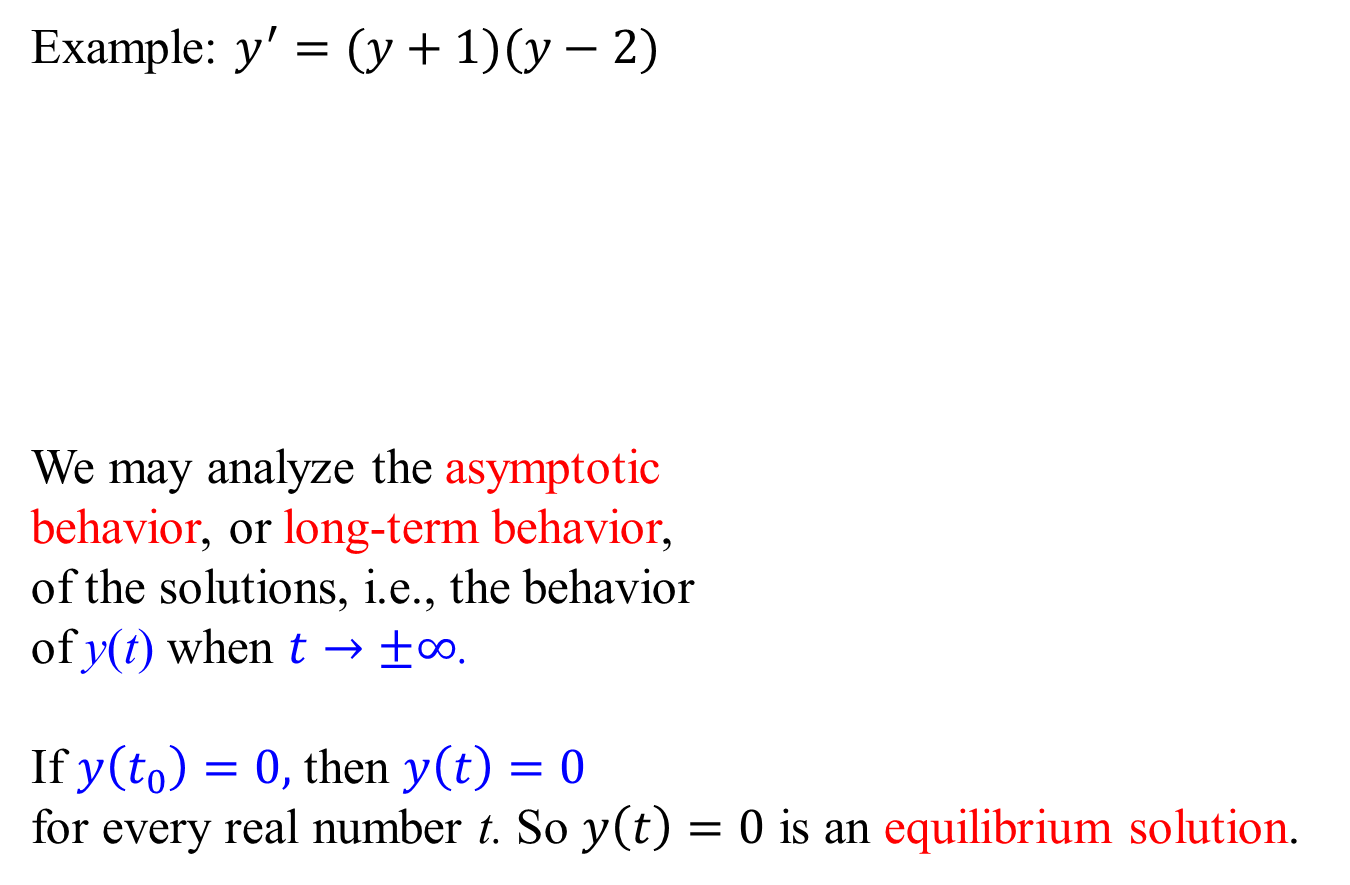 Example: y′ = (y + 1)(y − 2)
We may analyze the asymptotic
behavior, or long-term behavior,
of the solutions, i.e., the behavior
of y(t) when t → ±∞.
If y(t₀) = 0, then y(t) = 0
for every real number t. So y(t) = 0 is an equilibrium solution.